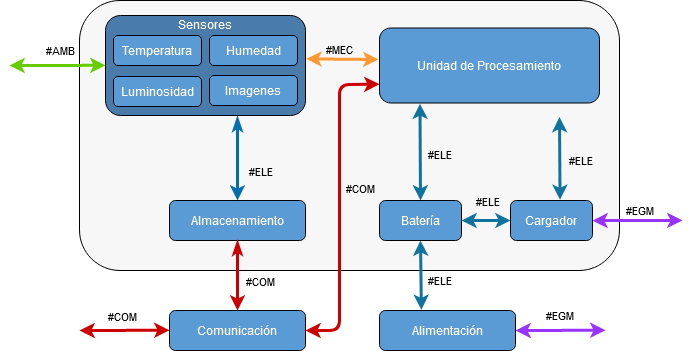 Sensores
#AMB
Temperatura
Humedad
#MEC
Unidad de Procesamiento
Luminosidad
Imagenes
#ELE
#ELE
#ELE
#COM
#ELE
Almacenamiento
Batería
Cargador
#EGM
#COM
#ELE
#COM
Comunicación
Alimentación
#EGM